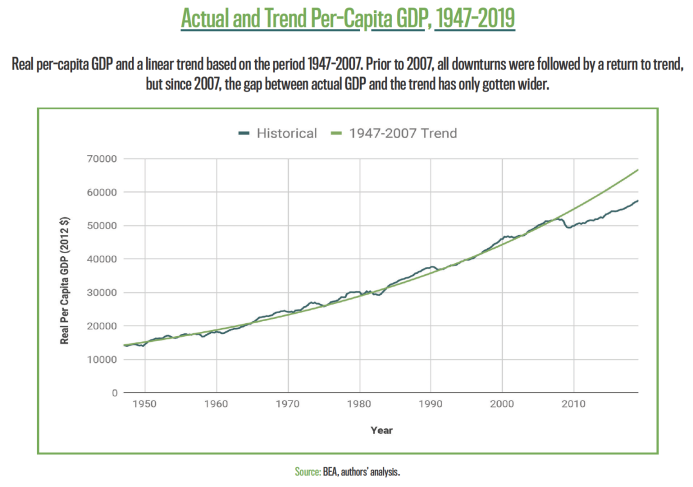 Actual and Trend Per-Capita GDP, 1947-2019
Real per-capita GDP and a linear trend based on the period 1947-2007. Prior to 2007, all downturns were followed by a return to trend,
but since 2007, the gap between actual GDP and the trend has only gotten wider.
Historical 1947-2007 Trend
70000
60000
50000
40000
30000
20000
10000
0
Real Per Capita GDP (2012 $)
1950 1960 1970 1980 1990 2000 2010
Year
Source: BEA, authors' analysis.